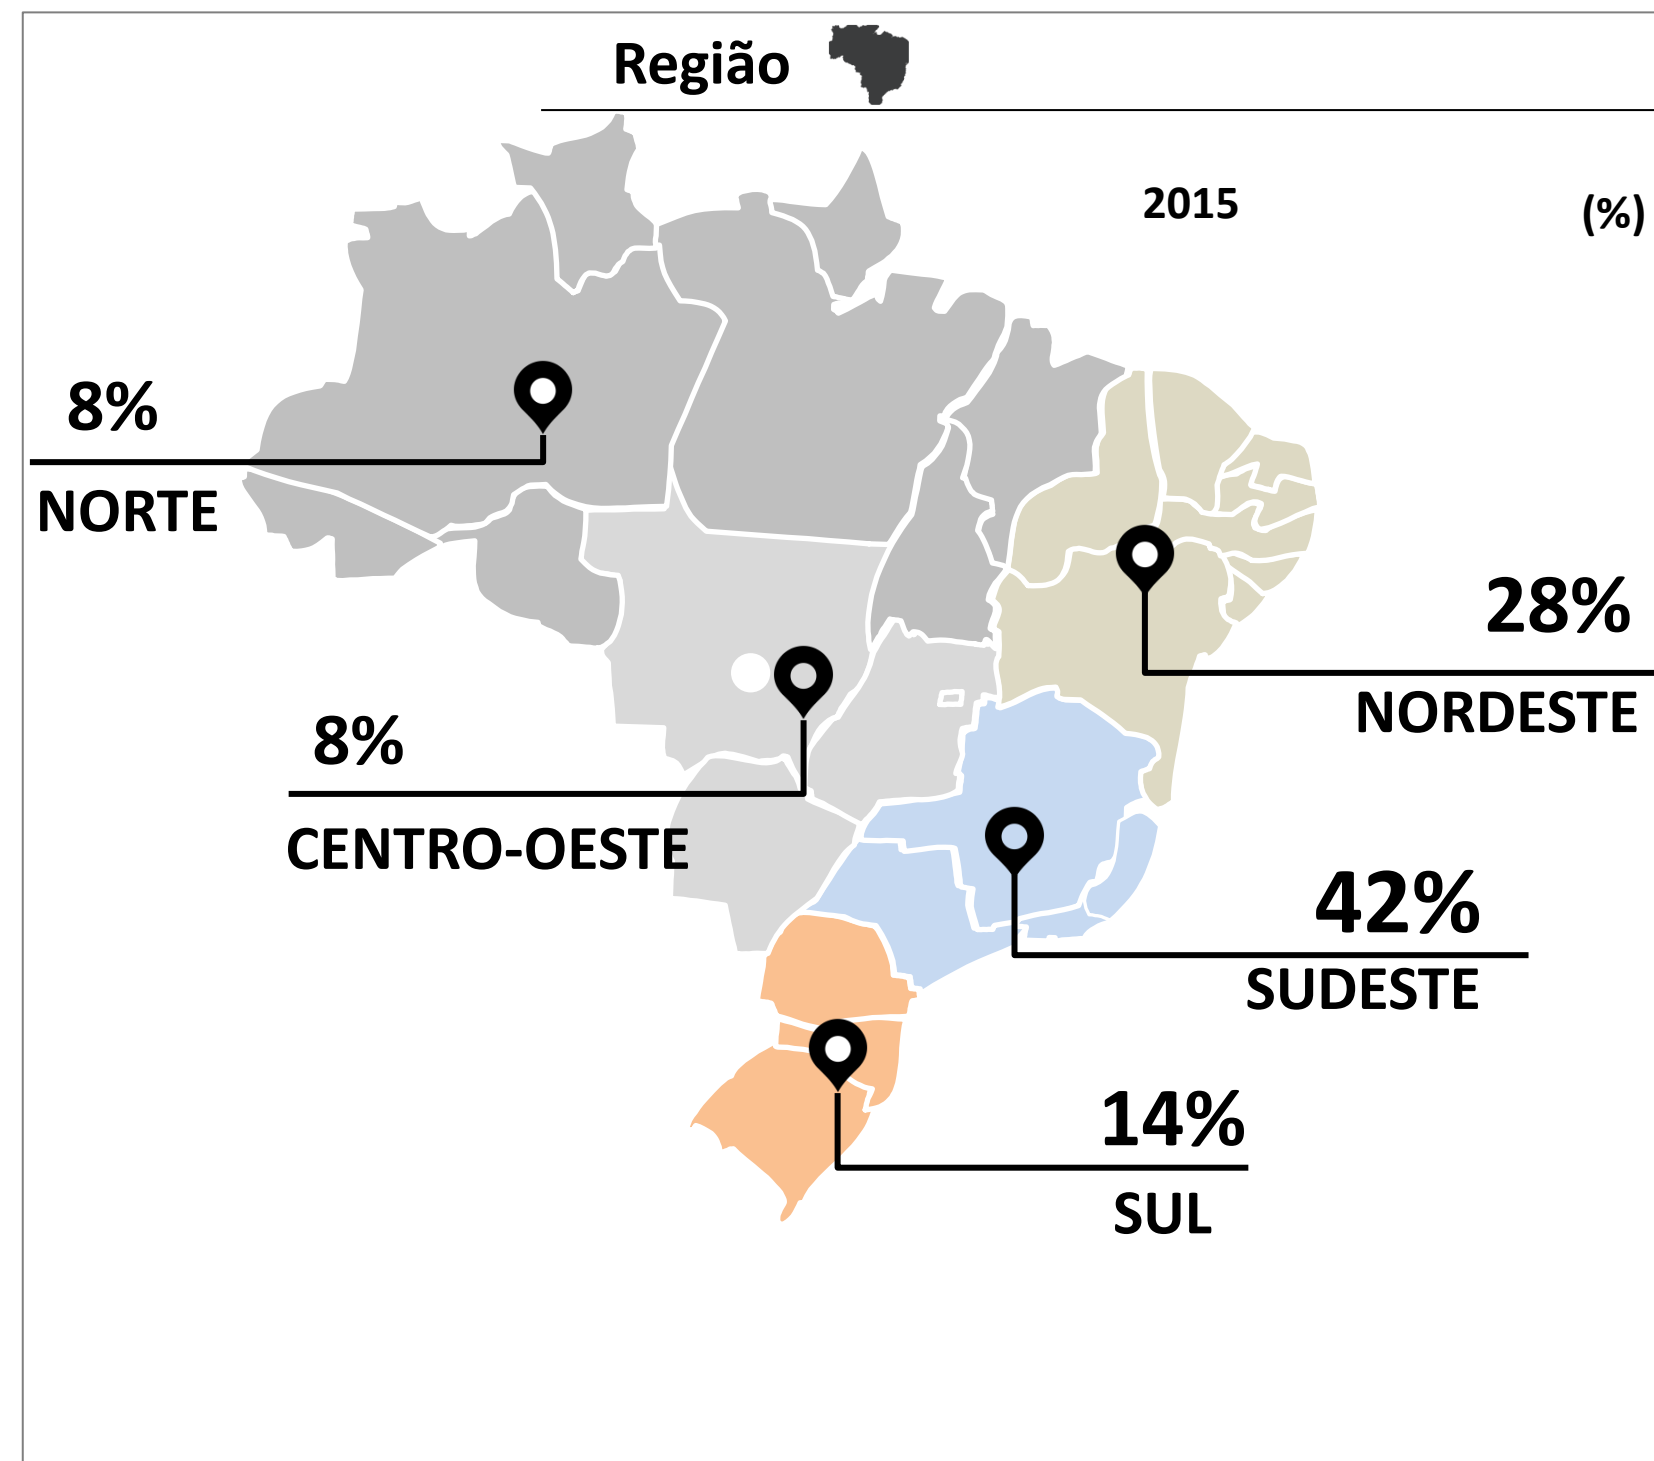 Região
2015
(%)
8%
NORTE
28%
NORDESTE
8%
CENTRO-OESTE
42%
SUDESTE
14%
SUL